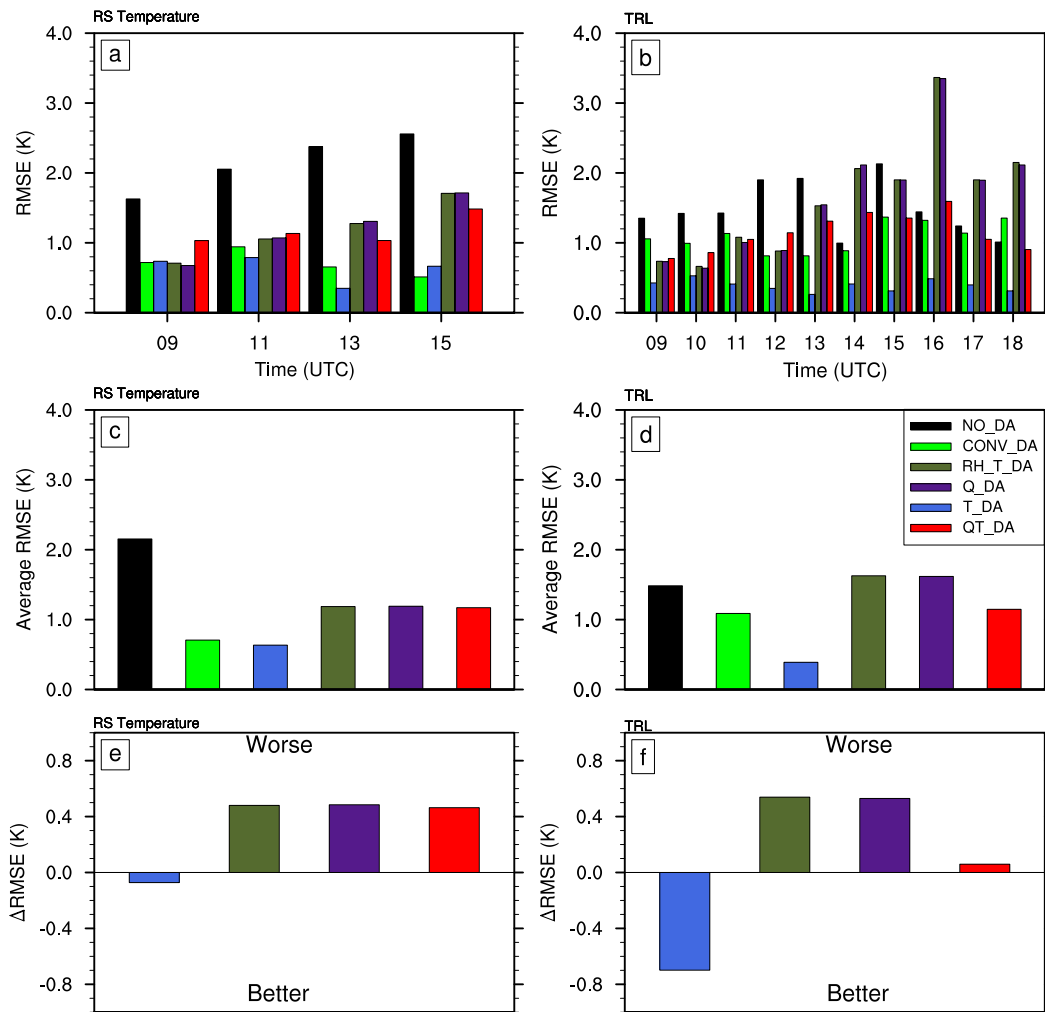 RS Temperature
a
4.0
3.0
2.0
1.0
0.0
RMSE (K)
09 11 13 15
Time (UTC)
TRL
b
4.0
3.0
2.0
1.0
0.0
RMSE (K)
09 10 11 12 13 14 15 16 17 18
Time (UTC)
RS Temperature
c
4.0
3.0
2.0
1.0
0.0
Average RMSE (K)
TRL
d
4.0
3.0
2.0
1.0
0.0
Average RMSE (K)
NO_DA
CONV_DA
RH_T_DA
Q_DA
T_DA
QT_DA
RS Temperature
e
Worse
0.8
0.4
0.0
-0.4
-0.8
ΔRMSE (K)
Better
TRL
f
Worse
0.8
0.4
0.0
-0.4
-0.8
ΔRMSE (K)
Better